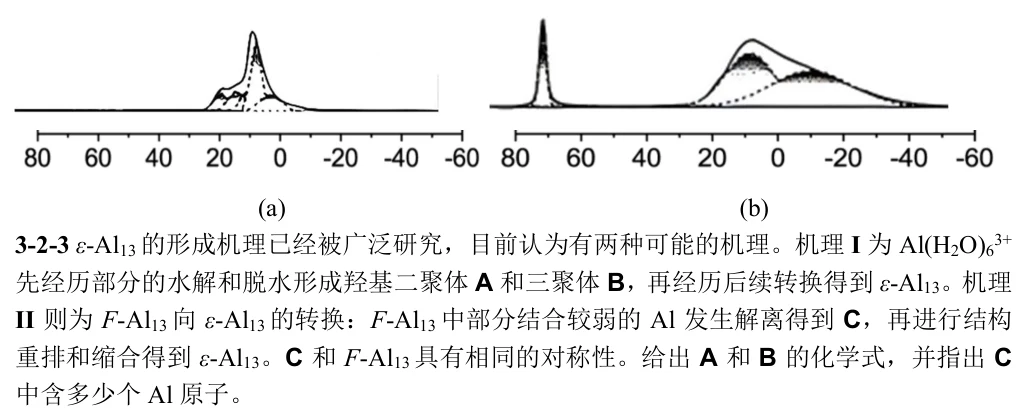 80 60 40 20 0 -20 -40 -60 80 60 40 20 0 -20 -40 -60
(a) (b)
3-2-3 ε-Al13 的形成机理已经被广泛研究，目前认为有两种可能的机理。机理 I 为 Al(H2O)6 3+
先经历部分的水解和脱水形成羟基二聚体 A 和三聚体 B，再经历后续转换得到 ε-Al13。机理
II 则为 F-Al13 向 ε-Al13 的转换：F-Al13 中部分结合较弱的 Al 发生解离得到 C，再进行结构
重排和缩合得到 ε-Al13。C 和 F-Al13 具有相同的对称性。给出 A 和 B 的化学式，并指出 C
中含多少个 Al 原子。